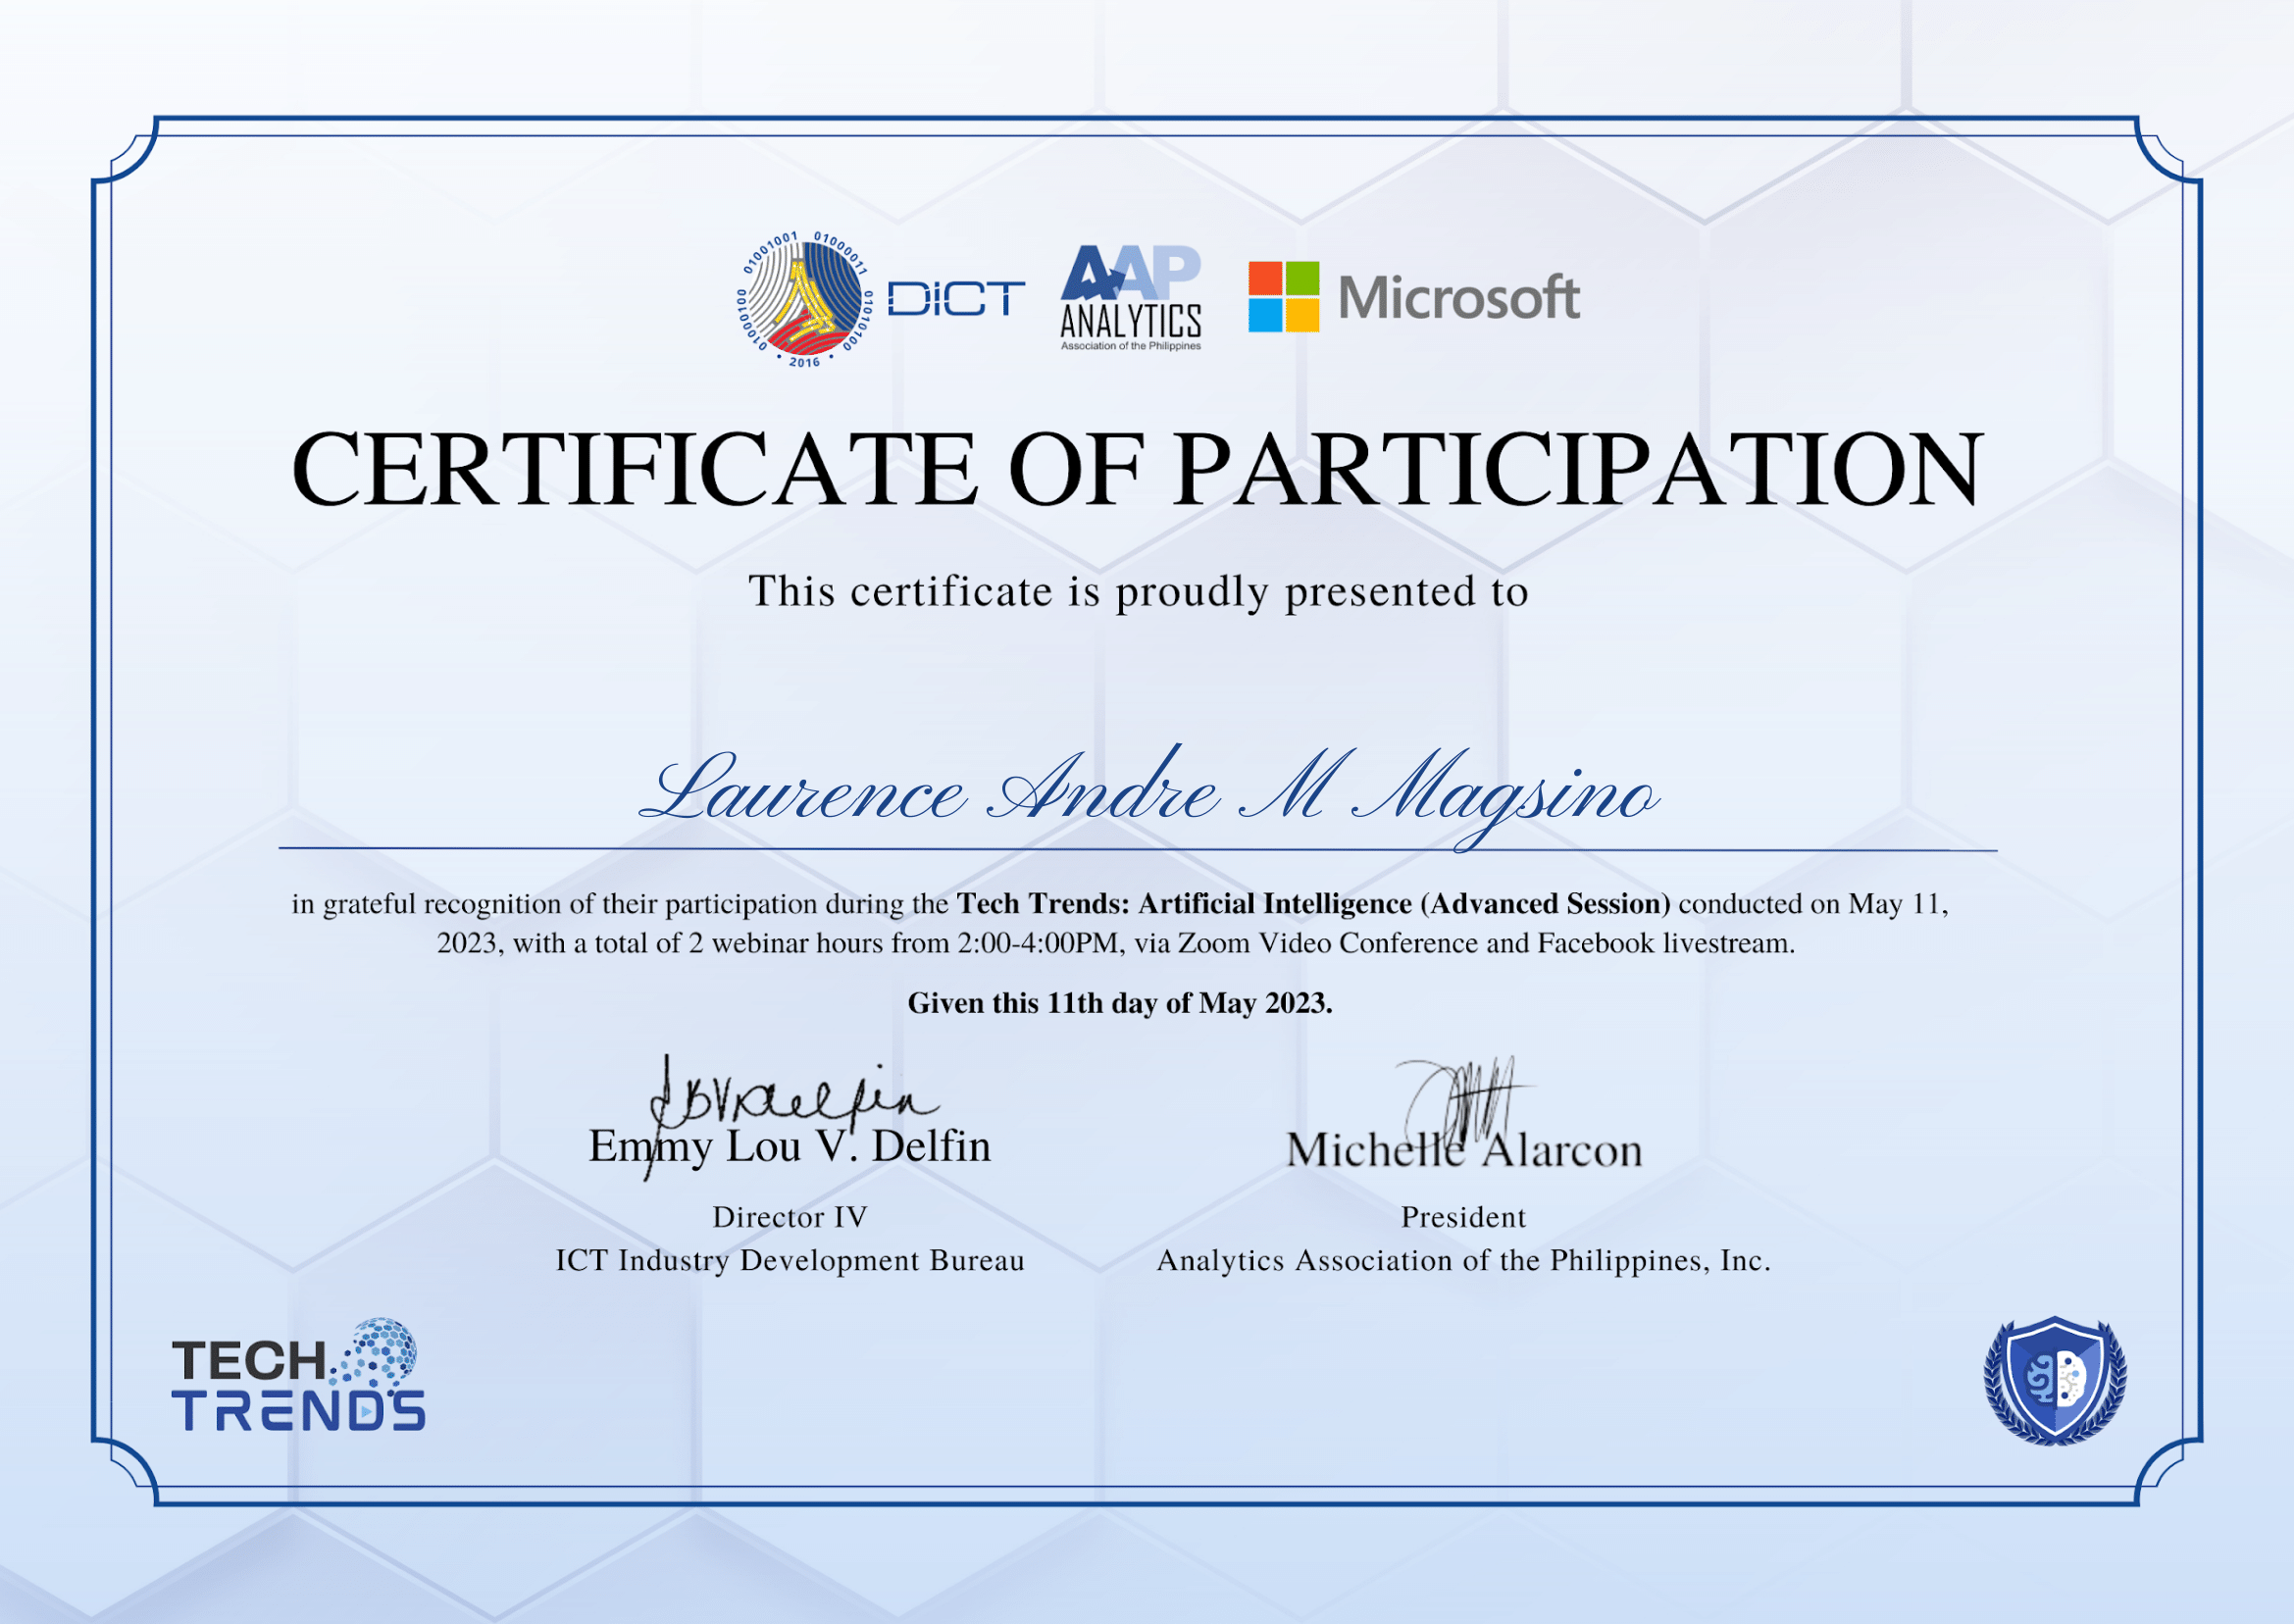 01000100 01001001 01000011 01010100
• 2016 •
DICT
AAP
ANALYTICS
Association of the Philippines
Microsoft
CERTIFICATE OF PARTICIPATION
This certificate is proudly presented to
Laurence Andre M Magsino
in grateful recognition of their participation during the Tech Trends: Artificial Intelligence (Advanced Session) conducted on May 11,
2023, with a total of 2 webinar hours from 2:00-4:00PM, via Zoom Video Conference and Facebook livestream.
Given this 11th day of May 2023.
Emmy Lou V. Delfin
Michelle Alarcon
Director IV
President
ICT Industry Development Bureau
Analytics Association of the Philippines, Inc.
TECH
TRENDS